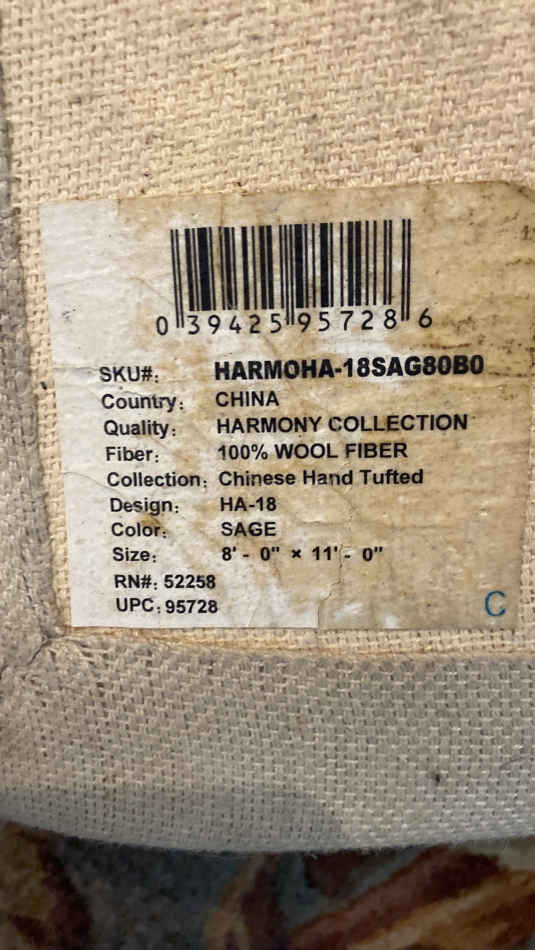 0 39425 95728 6
SKU#: HARMOHA-18SAG80B0
Country: CHINA
Quality: HARMONY COLLECTION
Fiber: 100% WOOL FIBER
Collection: Chinese Hand Tufted
Design: HA-18
Color: SAGE
Size: 8' - 0" × 11' - 0"
RN#: 52258
UPC: 95728
C